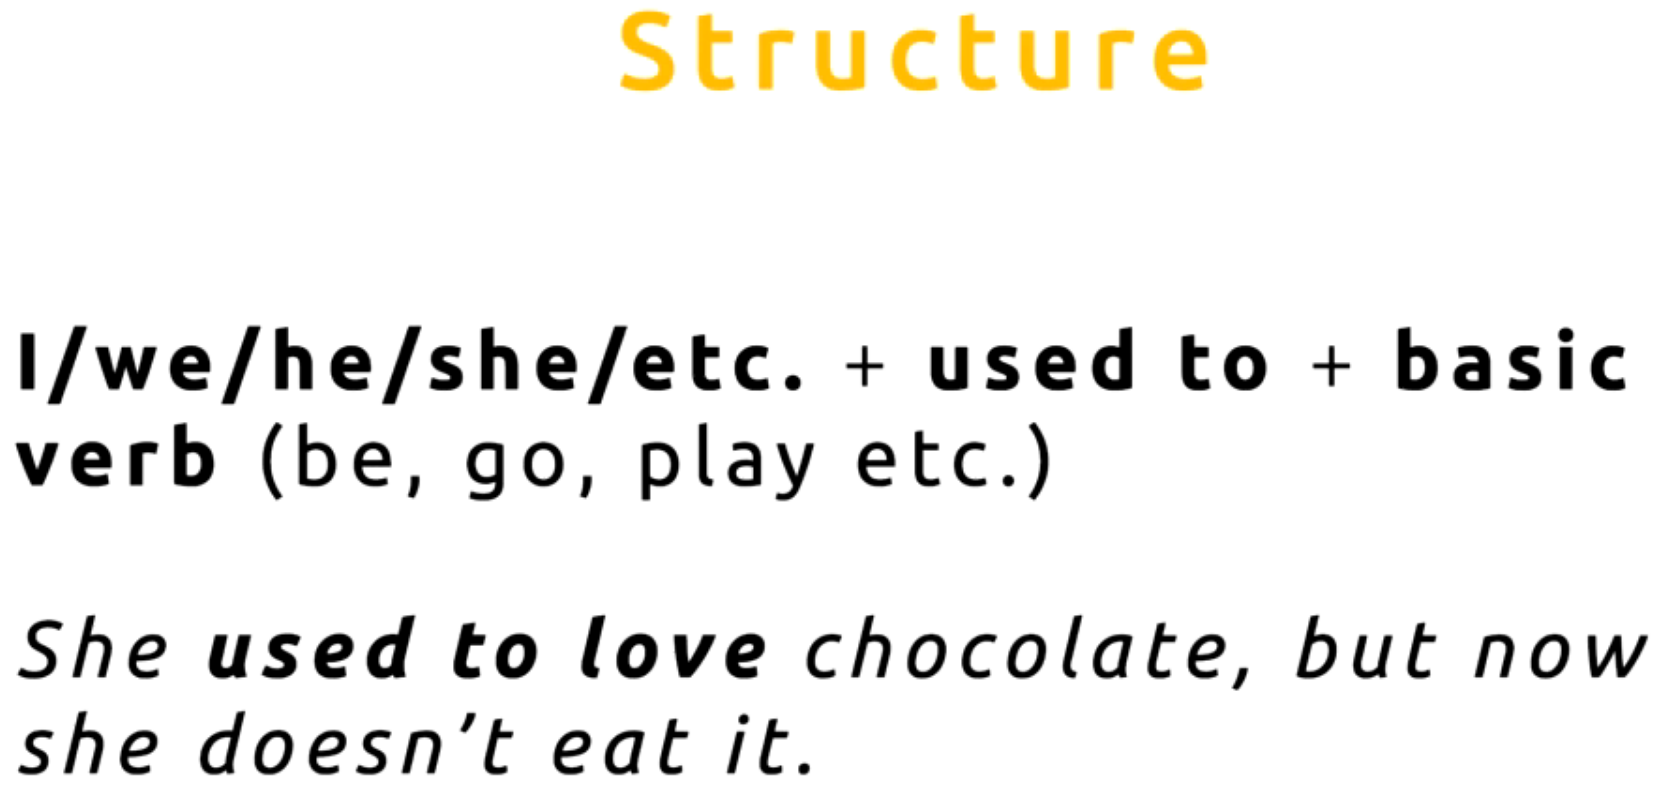 Structure
I/we/he/she/etc. + used to + basic
verb (be, go, play etc.)
She used to love chocolate, but now
she doesn’t eat it.